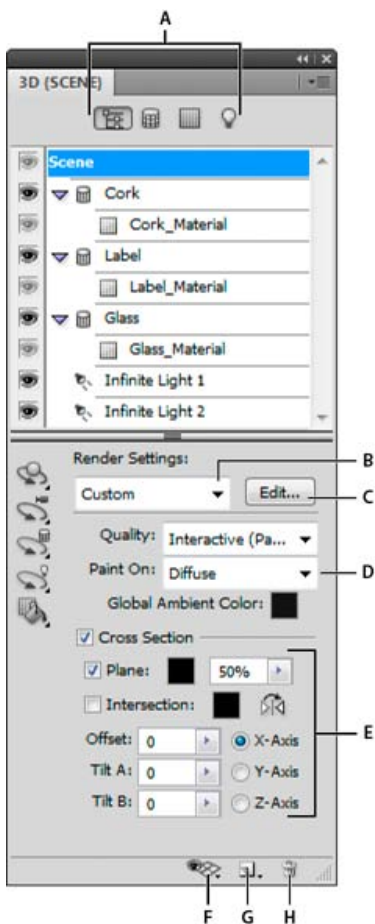 A
3D (SCENE)
Scene
Cork
Cork_Material
Label
Label_Material
Glass
Glass_Material
Infinite Light 1
Infinite Light 2
Render Settings:
B
Custom
Edit...
C
Quality: Interactive (Pa...
Paint On: Diffuse
D
Global Ambient Color:
Cross Section
Plane: 50%
Intersection:
E
Offset: 0 X-Axis
Tilt A: 0 Y-Axis
Tilt B: 0 Z-Axis
F G H